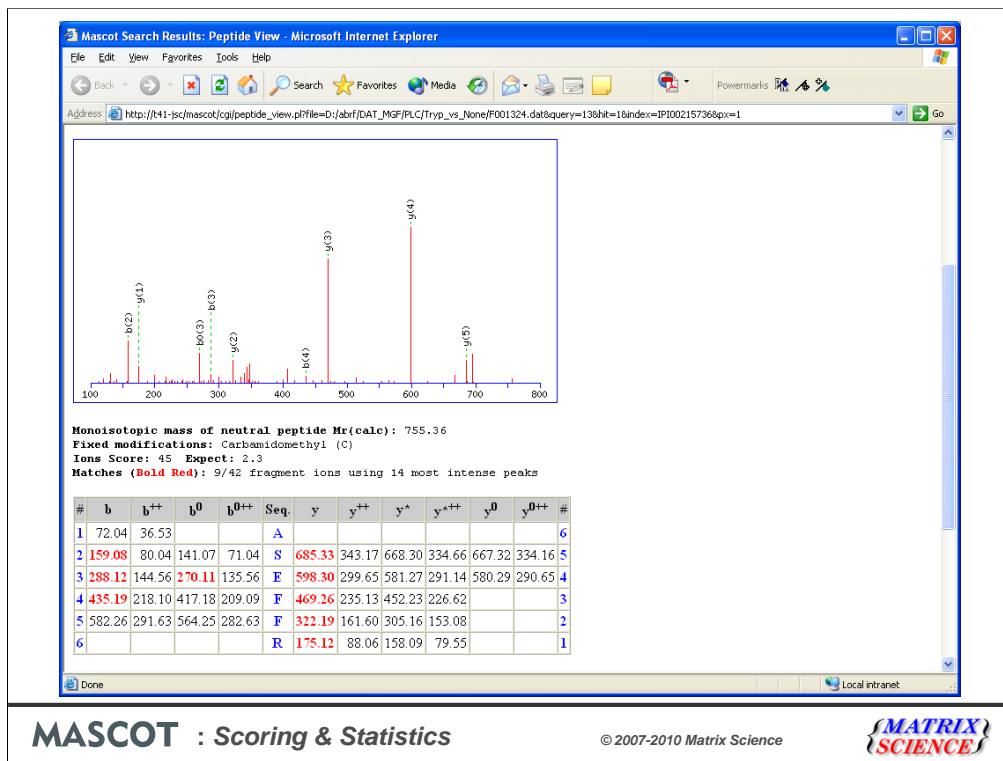 Mascot Search Results: Peptide View - Microsoft Internet Explorer
File Edit View Favorites Tools Help
Back Search Favorites Media Powermarks
Address http://t41-jsc/mascot/cgi/peptide_view.pl?file=D:/abrf/DAT_MGF/PLC/Tryp_vs_None/F001324.dat&query=13&hit=1&index=IPI00215736&px=1 Go
b(2) y(1) b0(3) b(3) y(2) b(4) y(3) y(4) y(5)
100 200 300 400 500 600 700 800
Monoisotopic mass of neutral peptide Mr(calc): 755.36
Fixed modifications: Carbamidomethyl (C)
Ions Score: 45 Expect: 2.3
Matches (Bold Red): 9/42 fragment ions using 14 most intense peaks
# b b++ b0 b0++ Seq. y y++ y* y*++ y0 y0++ #
1 72.04 36.53 A 6
2 159.08 80.04 141.07 71.04 S 685.33 343.17 668.30 334.66 667.32 334.16 5
3 288.12 144.56 270.11 135.56 E 598.30 299.65 581.27 291.14 580.29 290.65 4
4 435.19 218.10 417.18 209.09 F 469.26 235.13 452.23 226.62 3
5 582.26 291.63 564.25 282.63 F 322.19 161.60 305.16 153.08 2
6 R 175.12 88.06 158.09 79.55 1
Done Local intranet
MASCOT : Scoring & Statistics © 2007-2010 Matrix Science {MATRIX SCIENCE}